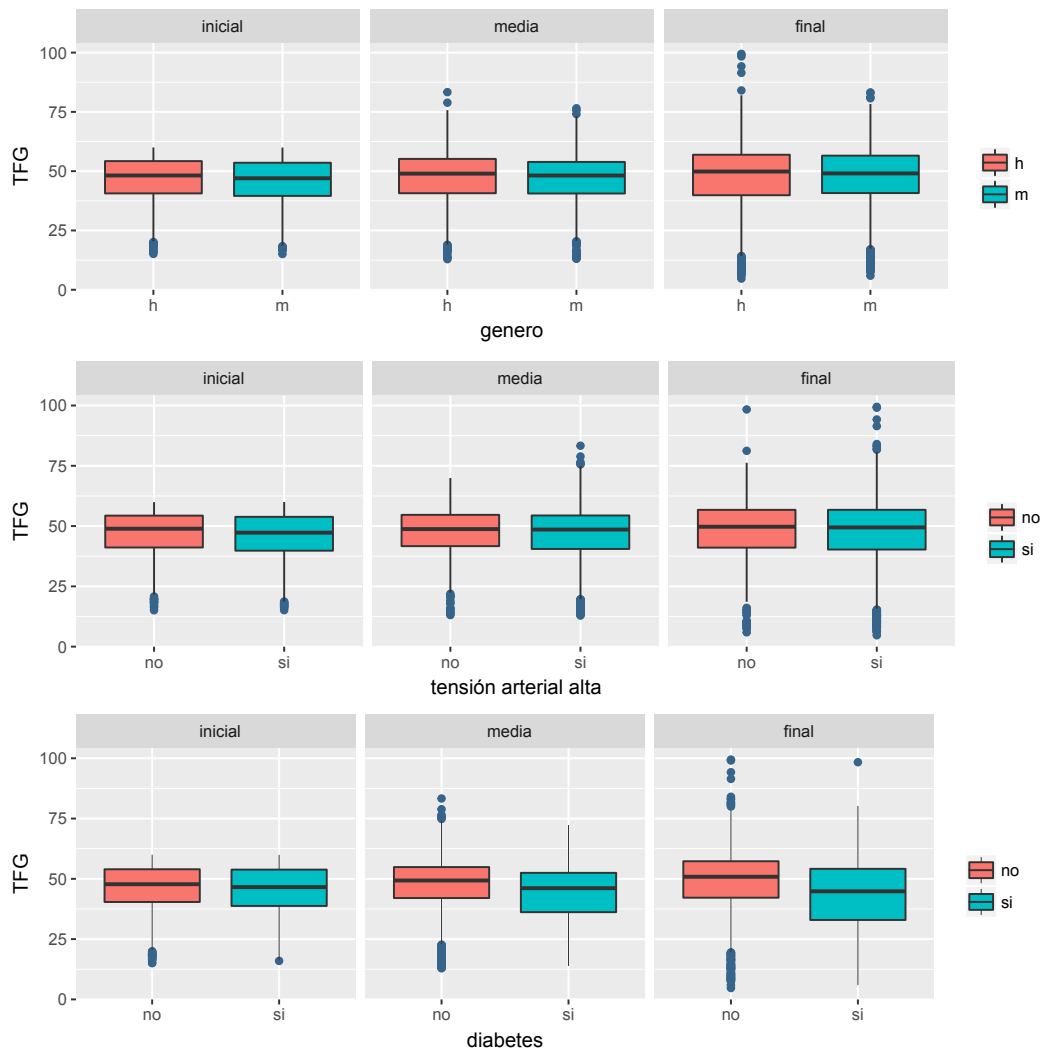 inicial media final
100
75
50
25
0
TFG
h m h m h m
genero
h
m
inicial media final
100
75
50
25
0
TFG
no si no si no si
tensión arterial alta
no
si
inicial media final
100
75
50
25
0
TFG
no si no si no si
diabetes
no
si